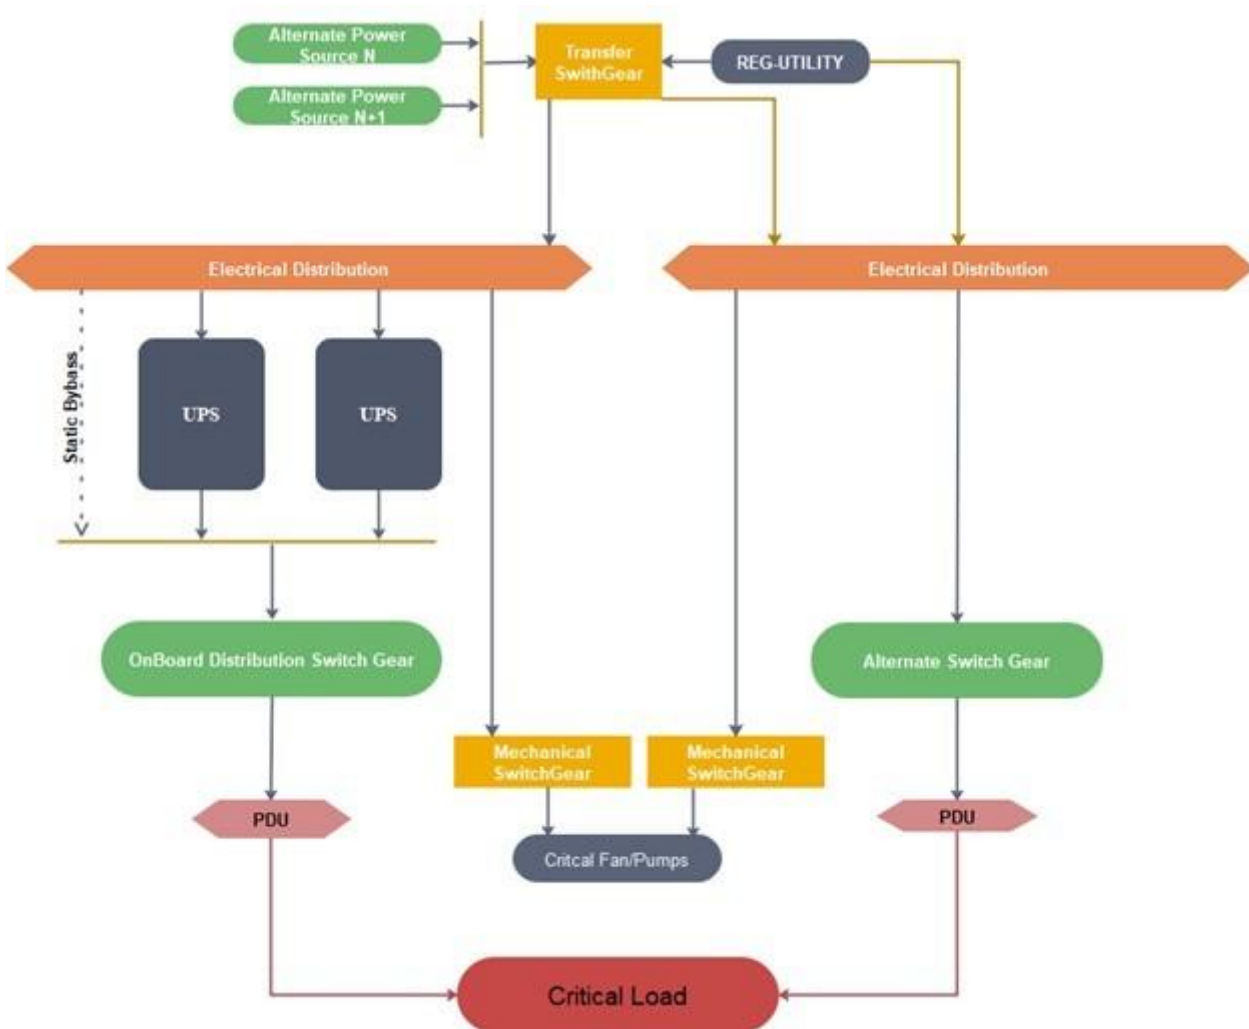 Alternate Power
Source N
Transfer
SwithGear
REG-UTILITY
Alternate Power
Source N+1
Electrical Distribution
Electrical Distribution
Static Bybass
UPS
UPS
OnBoard Distribution Switch Gear
Alternate Switch Gear
Mechanical
SwitchGear
Mechanical
SwitchGear
PDU
PDU
Critcal Fan/Pumps
Critical Load